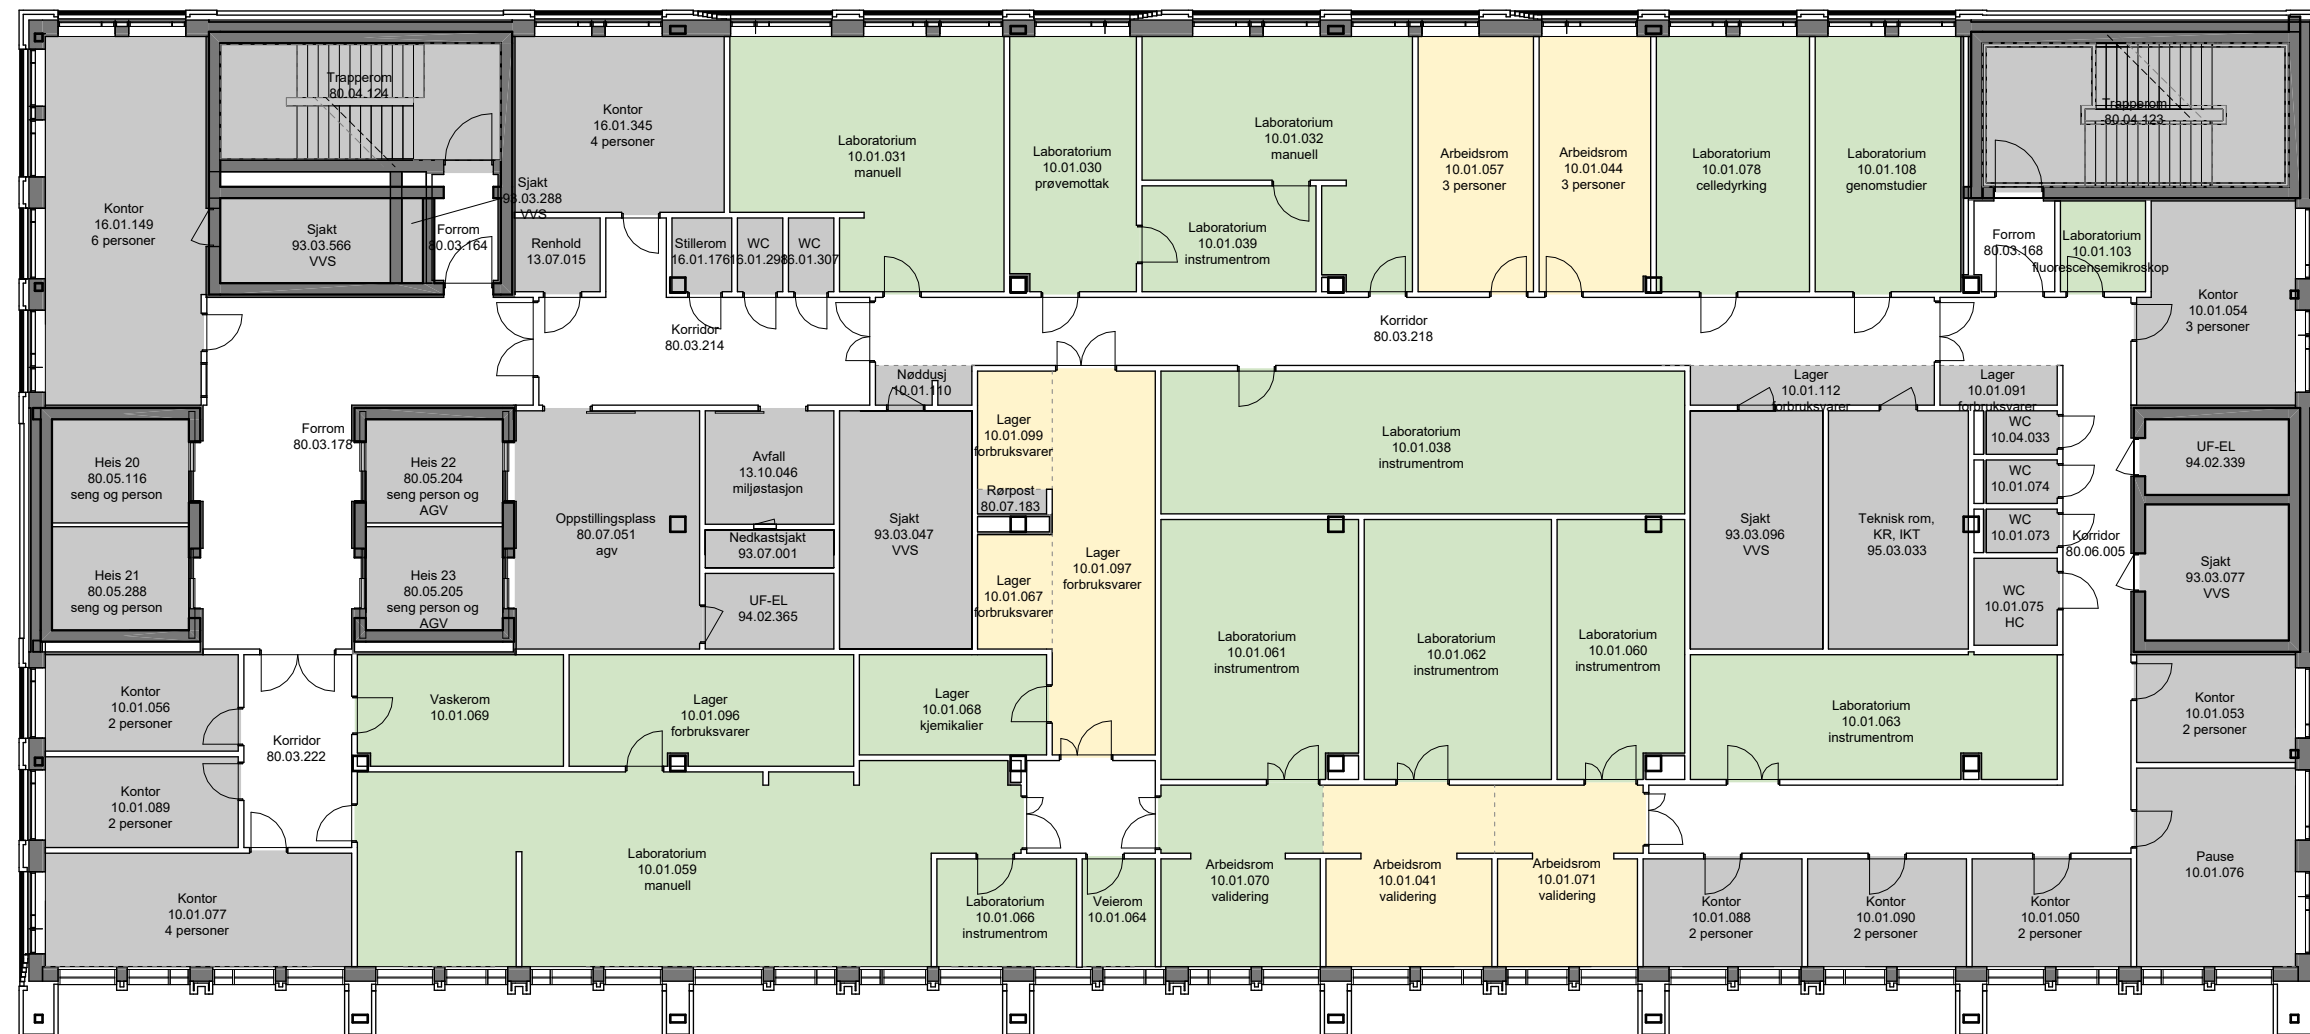 Trapperom
80.04.124
Kontor
16.01.345
4 personer
Laboratorium
10.01.031
manuell
Laboratorium
10.01.030
prøvemottak
Laboratorium
10.01.032
manuell
Arbeidsrom
10.01.057
3 personer
Arbeidsrom
10.01.044
3 personer
Laboratorium
10.01.078
celledyrking
Laboratorium
10.01.108
genomstudier
Trapperom
80.04.123
Kontor
16.01.149
6 personer
Sjakt
93.03.566
VVS
Sjakt
93.03.288
VVS
Forrom
80.03.164
Renhold
13.07.015
Stillerom
16.01.176
WC
16.01.298
WC
16.01.307
Laboratorium
10.01.039
instrumentrom
Forrom
80.03.168
Laboratorium
10.01.103
fluorescensemikroskop
Kontor
10.01.054
3 personer
Korridor
80.03.214
Korridor
80.03.218
Nøddusj
10.01.110
Lager
10.01.112
forbruksvarer
Lager
10.01.091
forbruksvarer
Forrom
80.03.178
Heis 20
80.05.116
seng og person
Heis 22
80.05.204
seng person og
AGV
Avfall
13.10.046
miljøstasjon
Lager
10.01.099
forbruksvarer
Rørpost
80.07.183
Laboratorium
10.01.038
instrumentrom
WC
10.04.033
WC
10.01.074
WC
10.01.073
UF-EL
94.02.339
Oppstillingsplass
80.07.051
agv
Nedkastsjakt
93.07.001
Sjakt
93.03.047
VVS
Sjakt
93.03.096
VVS
Teknisk rom,
KR, IKT
95.03.033
Korridor
80.06.005
Heis 21
80.05.288
seng og person
Heis 23
80.05.205
seng person og
AGV
UF-EL
94.02.365
Lager
10.01.067
forbruksvarer
Lager
10.01.097
forbruksvarer
WC
10.01.075
HC
Sjakt
93.03.077
VVS
Laboratorium
10.01.061
instrumentrom
Laboratorium
10.01.062
instrumentrom
Laboratorium
10.01.060
instrumentrom
Kontor
10.01.056
2 personer
Vaskerom
10.01.069
Lager
10.01.096
forbruksvarer
Lager
10.01.068
kjemikalier
Laboratorium
10.01.063
instrumentrom
Kontor
10.01.053
2 personer
Korridor
80.03.222
Kontor
10.01.089
2 personer
Laboratorium
10.01.059
manuell
Arbeidsrom
10.01.070
validering
Arbeidsrom
10.01.041
validering
Arbeidsrom
10.01.071
validering
Pause
10.01.076
Kontor
10.01.077
4 personer
Laboratorium
10.01.066
instrumentrom
Veierom
10.01.064
Kontor
10.01.088
2 personer
Kontor
10.01.090
2 personer
Kontor
10.01.050
2 personer